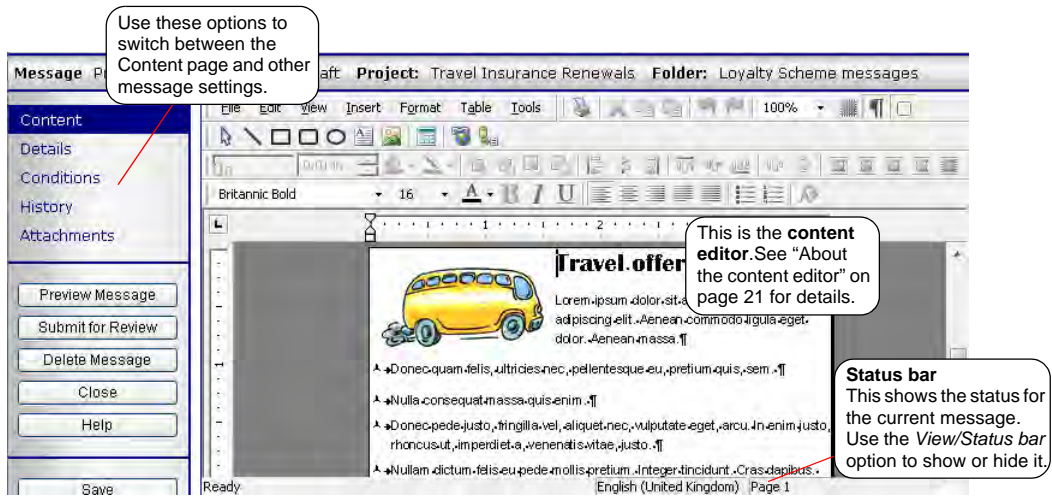 Use these options to
switch between the
Content page and other
message settings.
Message P aft Project: Travel Insurance Renewals Folder: Loyalty Scheme messages
File Edit View Insert Format Table Tools 100%
Content
Details
Conditions
History
Attachments
Britannic Bold 16 A B I U
L 1 2
This is the content
editor.See “About
the content editor” on
page 21 for details.
Travel offer
Lorem ipsum dolor sit a
adipiscing elit. Aenean commodo ligula eget
dolor. Aenean massa.¶
Donec quam felis, ultricies nec, pellentesque eu, pretium quis, sem.¶
Nulla consequat massa quis enim.¶
Donec pede justo, fringilla vel, aliquet nec, vulputate eget, arcu. In enim justo,
rhoncus ut, imperdiet a, venenatis vitae, justo.¶
Nullam dictum felis eu pede mollis pretium. Integer tincidunt. Cras dapibus.
Preview Message
Submit for Review
Delete Message
Close
Help
Save
Status bar
This shows the status for
the current message.
Use the View/Status bar
option to show or hide it.
Ready English (United Kingdom) Page 1